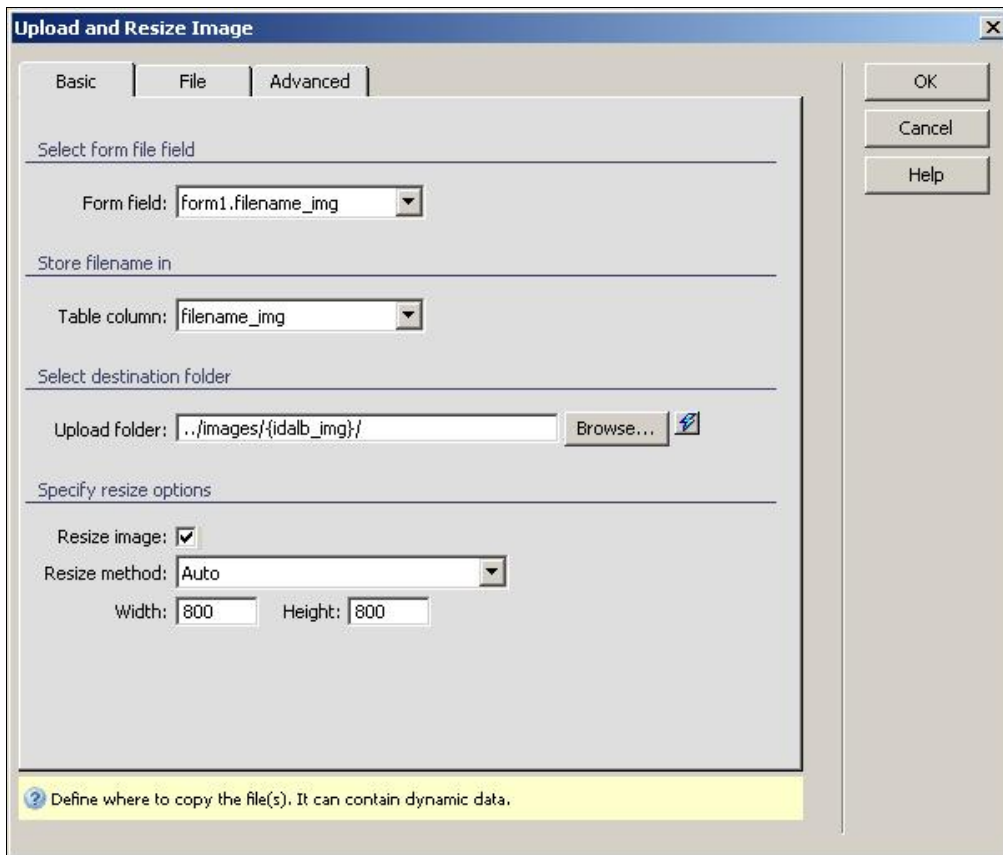 Upload and Resize Image
Basic File Advanced
OK
Cancel
Help
Select form file field
Form field: form1.filename_img
Store filename in
Table column: filename_img
Select destination folder
Upload folder: ../images/{idalb_img}/ Browse...
Specify resize options
Resize image:
Resize method: Auto
Width: 800 Height: 800
Define where to copy the file(s). It can contain dynamic data.